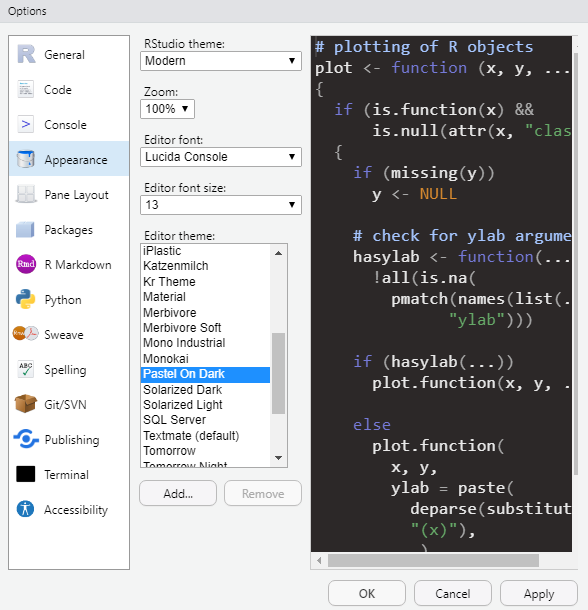 Options
General
Code
Console
Appearance
Pane Layout
Packages
R Markdown
Python
Sweave
Spelling
Git/SVN
Publishing
Terminal
Accessibility
RStudio theme:
Modern
Zoom:
100%
Editor font:
Lucida Console
Editor font size:
13
Editor theme:
iPlastic
Katzenmilch
Kr Theme
Material
Merbivore
Merbivore Soft
Mono Industrial
Monokai
Pastel On Dark
Solarized Dark
Solarized Light
SQL Server
Textmate (default)
Tomorrow
Tomorrow Night
Add...
Remove
# plotting of R objects
plot <- function (x, y, ...
{
  if (is.function(x) &&
      is.null(attr(x, "clas
  {
    if (missing(y))
      y <- NULL
    # check for ylab argume
    hasylab <- function(...
      !all(is.na(
        pmatch(names(list(.
              "ylab")))
    if (hasylab(...))
      plot.function(x, y, .
    else
      plot.function(
        x, y,
        ylab = paste(
          deparse(substitut
          "(x)"),
OK
Cancel
Apply